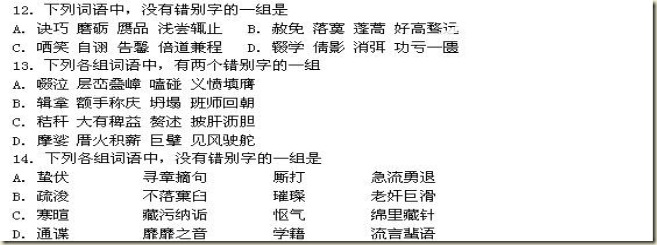 12. 下列词语中，没有错别字的一组是
A. 诀巧 磨砺 赝品 浅尝辄止 B. 赦免 落寞 蓬蒿 好高骛远
C. 哂笑 自诩 告罄 倍道兼程 D. 辍学 倩影 消弭 功亏一匮
13. 下列各组词语中，有两个错别字的一组
A. 啜泣 层峦叠嶂 嗑碰 义愤填膺
B. 辑拿 额手称庆 坍塌 班师回朝
C. 秸秆 大有稗益 赘述 披肝沥胆
D. 摩娑 厝火积薪 巨擘 见风驶舵
14. 下列各组词语中，没有错别字的一组是
A. 蛰伏 寻章摘句 厮打 急流勇退
B. 疏浚 不落窠臼 璀璨 老奸巨滑
C. 寒暄 藏污纳诟 怄气 绵里藏针
D. 通谍 靡靡之音 学籍 流言蜚语